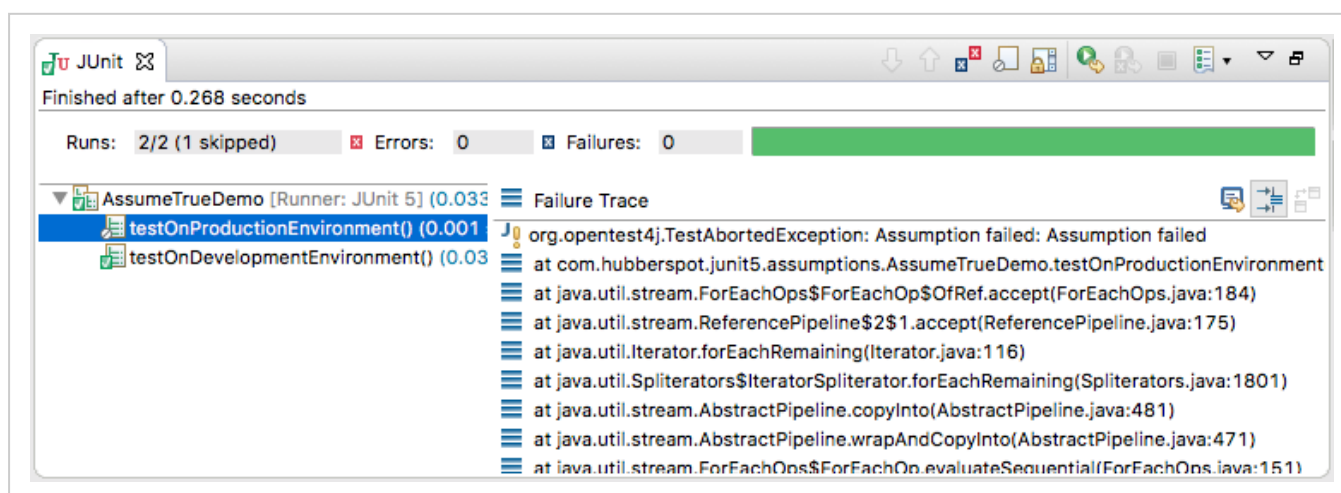 JUnit
Finished after 0.268 seconds
Runs: 2/2 (1 skipped) Errors: 0 Failures: 0
AssumeTrueDemo [Runner: JUnit 5] (0.033
testOnProductionEnvironment() (0.001 s
testOnDevelopmentEnvironment() (0.03
Failure Trace
org.opentest4j.TestAbortedException: Assumption failed: Assumption failed
at com.hubberspot.junit5.assumptions.AssumeTrueDemo.testOnProductionEnvironment
at java.util.stream.ForEachOps$ForEachOp$OfRef.accept(ForEachOps.java:184)
at java.util.stream.ReferencePipeline$2$1.accept(ReferencePipeline.java:175)
at java.util.Iterator.forEachRemaining(Iterator.java:116)
at java.util.Spliterators$IteratorSpliterator.forEachRemaining(Spliterators.java:1801)
at java.util.stream.AbstractPipeline.copyInto(AbstractPipeline.java:481)
at java.util.stream.AbstractPipeline.wrapAndCopyInto(AbstractPipeline.java:471)
at java.util.stream.ForEachOps$ForEachOp.evaluateSequential(ForEachOps.java:151)